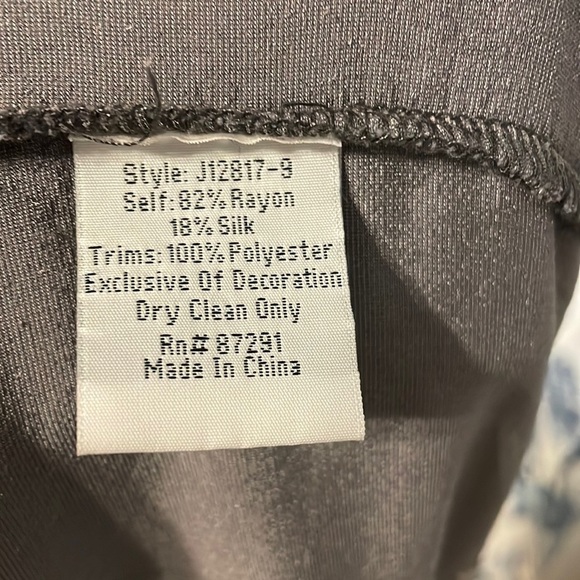 Style: J12817-9
Self: 82% Rayon
18% Silk
Trims: 100% Polyester
Exclusive Of Decoration
Dry Clean Only
Rn# 87291
Made In China